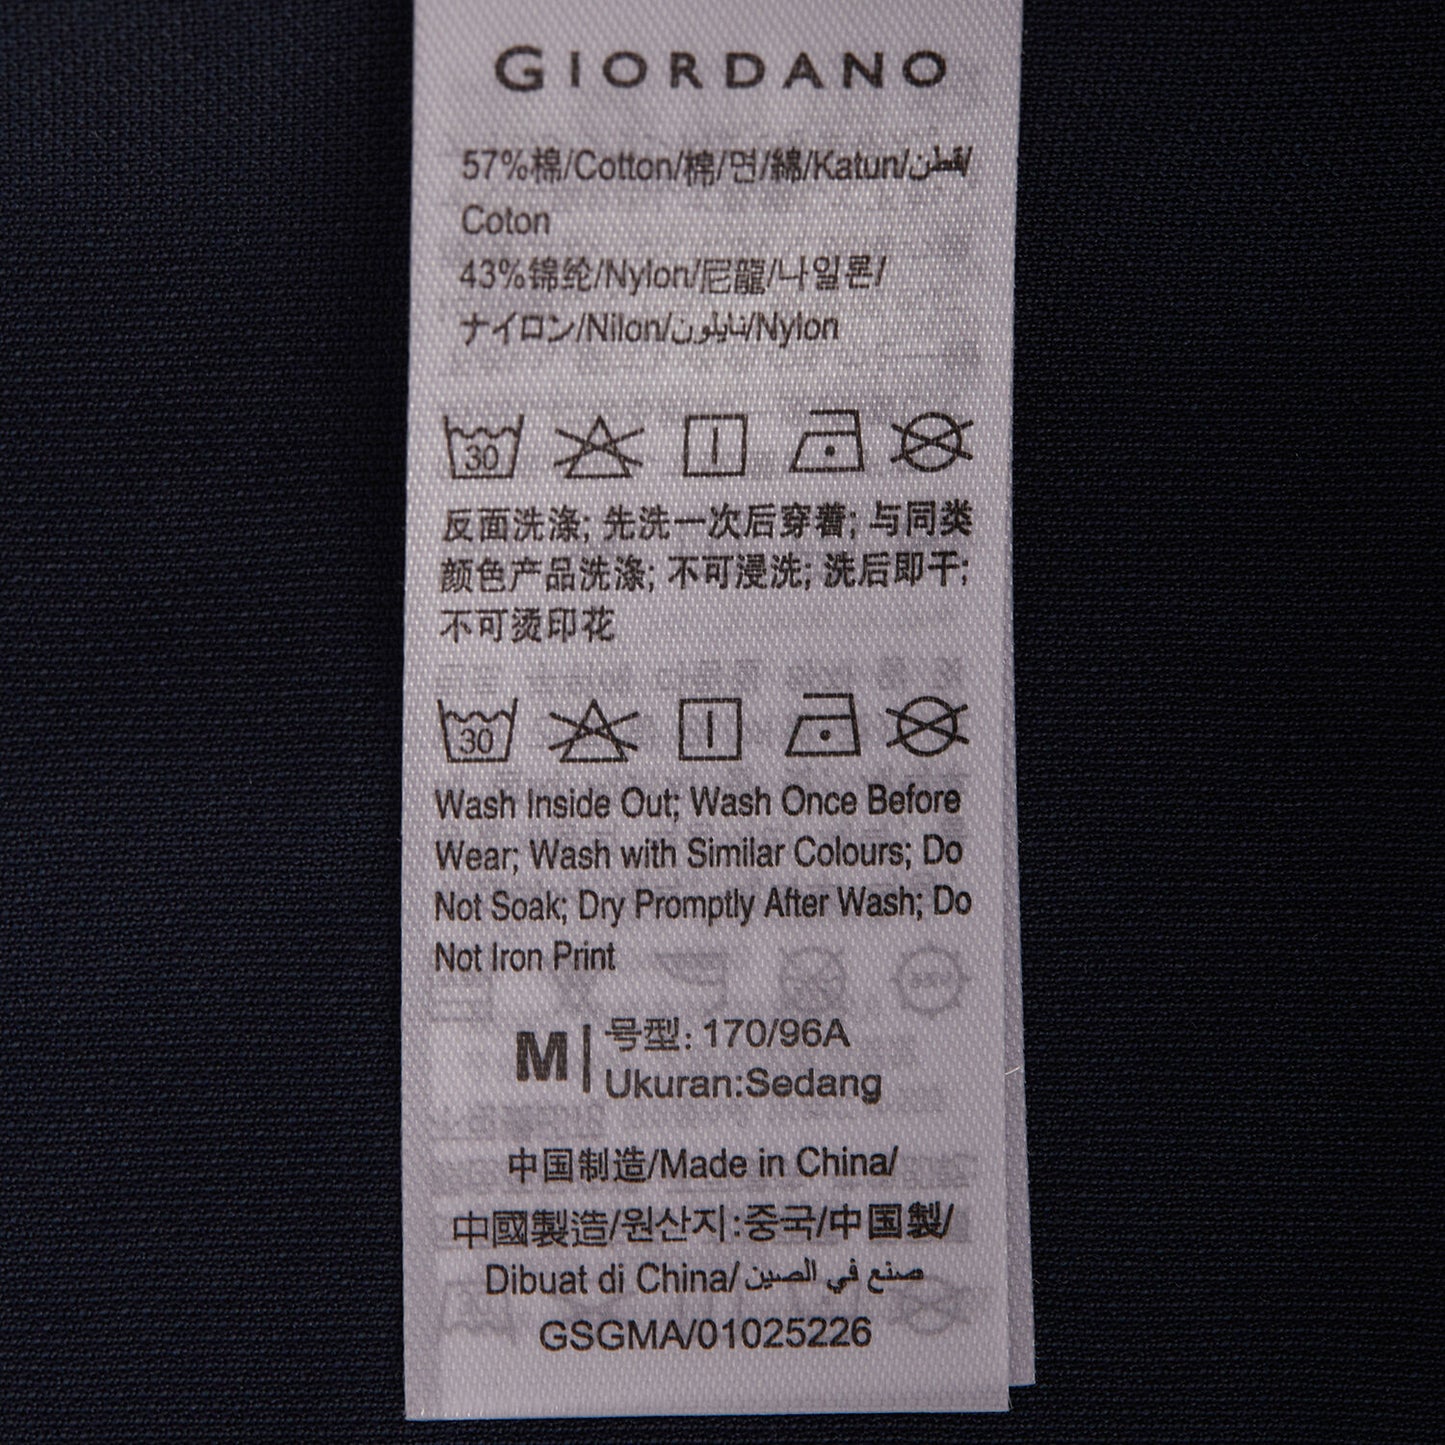 GIORDANO
57%棉/Cotton/棉/면/綿/Katun/قطن/
Coton
43%锦纶/Nylon/尼龍/나일론/
ナイロン/Nilon/نايلون/Nylon
30
反面洗涤; 先洗一次后穿着; 与同类
颜色产品洗涤; 不可浸洗; 洗后即干;
不可烫印花
30
Wash Inside Out; Wash Once Before
Wear; Wash with Similar Colours; Do
Not Soak; Dry Promptly After Wash; Do
Not Iron Print
M 号型: 170/96A
Ukuran:Sedang
中国制造/Made in China/
中國製造/원산지:중국/中国製/
Dibuat di China/صنع في الصين
GSGMA/01025226